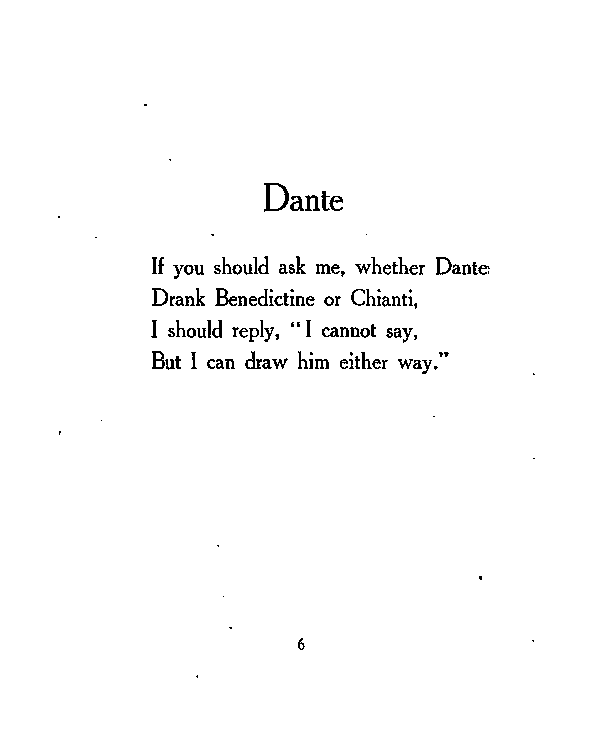 Dante
If you should ask me, whether Dante
Drank Benedictine or Chianti,
I should reply, "I cannot say,
But I can draw him either way."
6